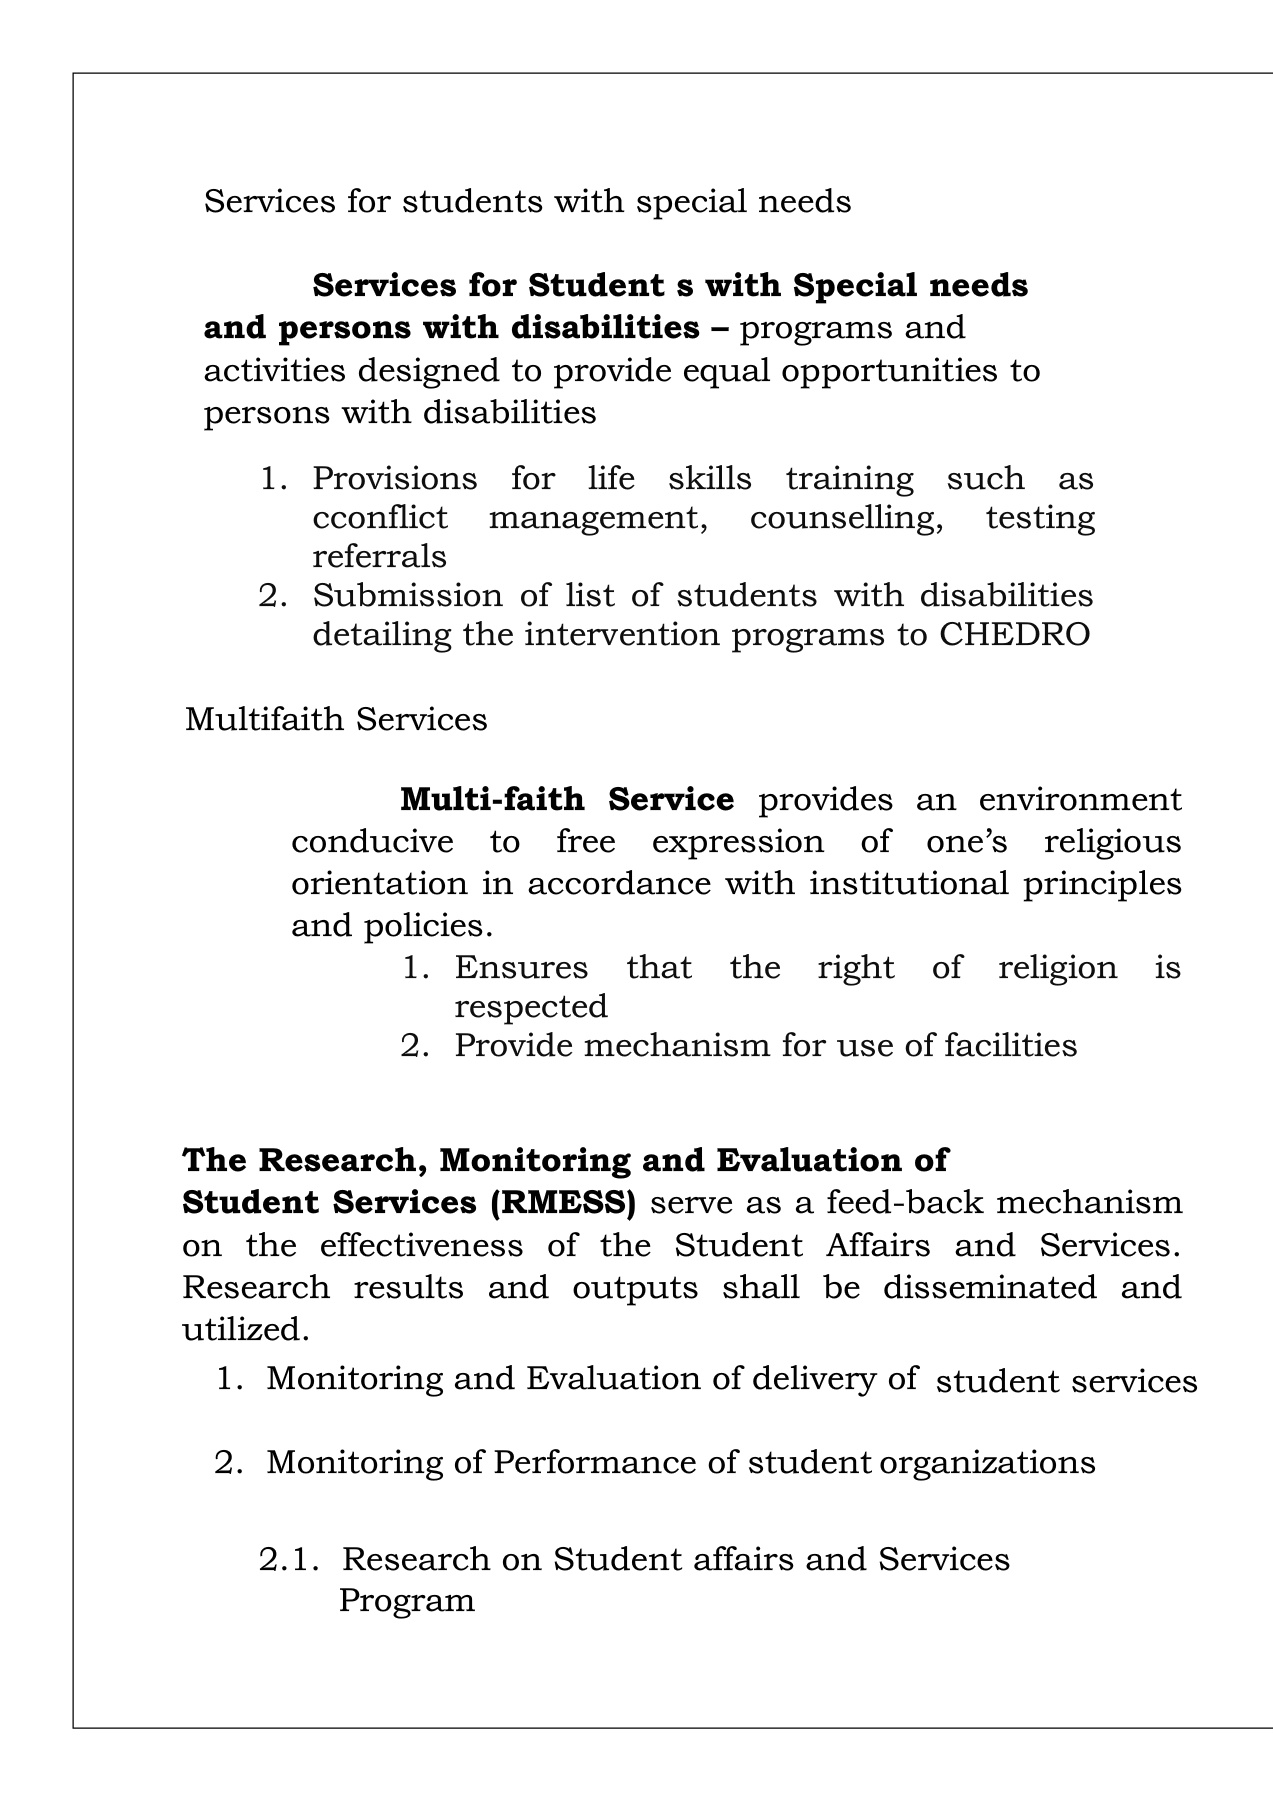 Services for students with special needs
Services for Student s with Special needs
and persons with disabilities – programs and
activities designed to provide equal opportunities to
persons with disabilities
1. Provisions for life skills training such as
cconflict management, counselling, testing
referrals
2. Submission of list of students with disabilities
detailing the intervention programs to CHEDRO
Multifaith Services
Multi-faith Service provides an environment
conducive to free expression of one’s religious
orientation in accordance with institutional principles
and policies.
1. Ensures that the right of religion is
respected
2. Provide mechanism for use of facilities
The Research, Monitoring and Evaluation of
Student Services (RMESS) serve as a feed-back mechanism
on the effectiveness of the Student Affairs and Services.
Research results and outputs shall be disseminated and
utilized.
1. Monitoring and Evaluation of delivery of student services
2. Monitoring of Performance of student organizations
2.1. Research on Student affairs and Services
Program